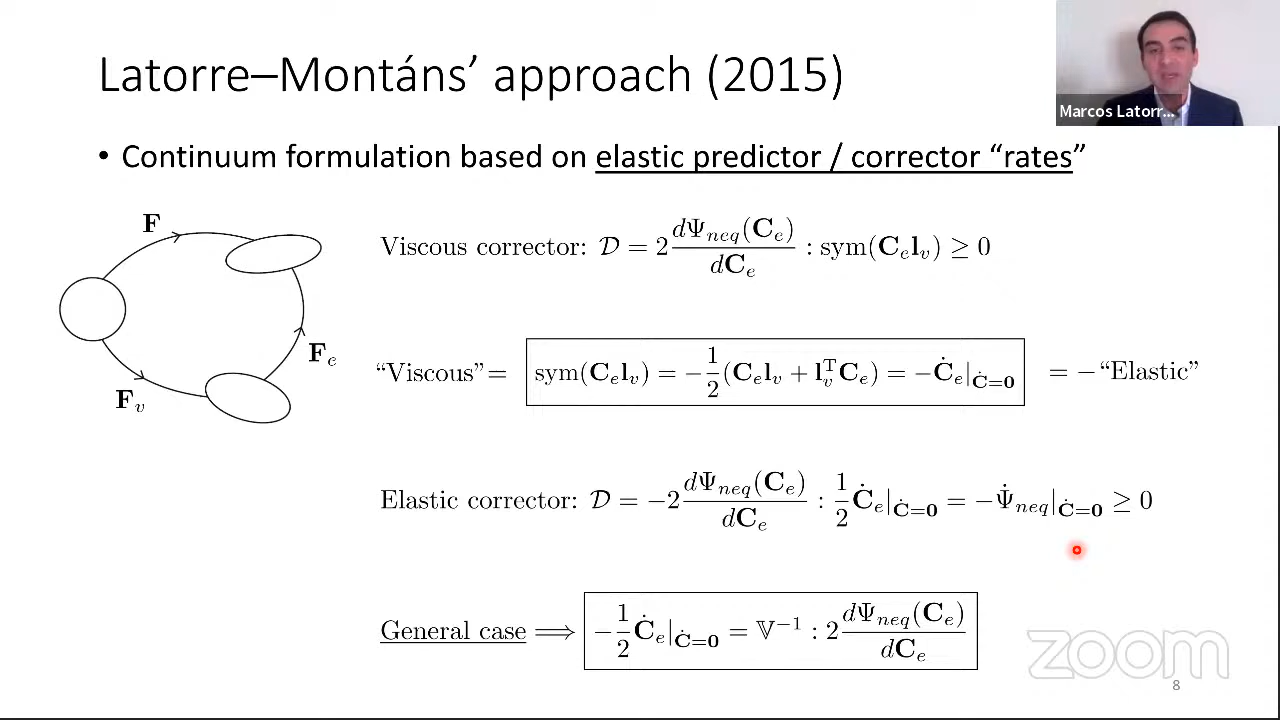 Latorre–Montáns’ approach (2015)
Marcos Latorr...
• Continuum formulation based on elastic predictor / corrector “rates”
F
F_e
F_v
Viscous corrector: 𝒟 = 2 dΨ_neq(C_e)/dC_e : sym(C_e l_v) ≥ 0
“Viscous” = sym(C_e l_v) = −1/2 (C_e l_v + l_v^T C_e) = −Ċ_e|_Ċ=0 = −“Elastic”
Elastic corrector: 𝒟 = −2 dΨ_neq(C_e)/dC_e : 1/2 Ċ_e|_Ċ=0 = −Ψ̇_neq|_Ċ=0 ≥ 0
General case ⟹ −1/2 Ċ_e|_Ċ=0 = 𝕍^−1 : 2 dΨ_neq(C_e)/dC_e
zoom
8